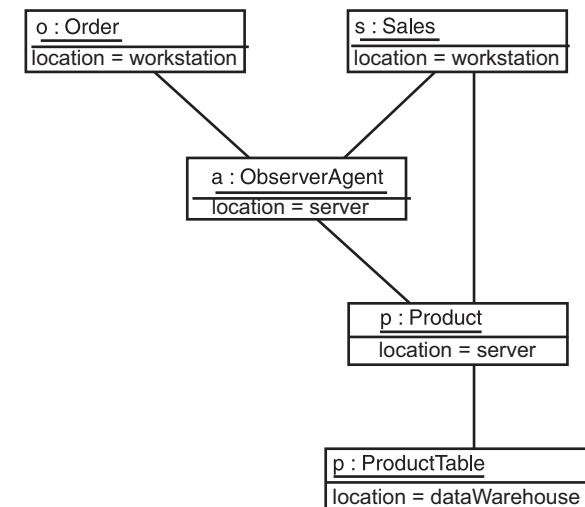 o : Order
location = workstation
s : Sales
location = workstation
a : ObserverAgent
location = server
p : Product
location = server
p : ProductTable
location = dataWarehouse